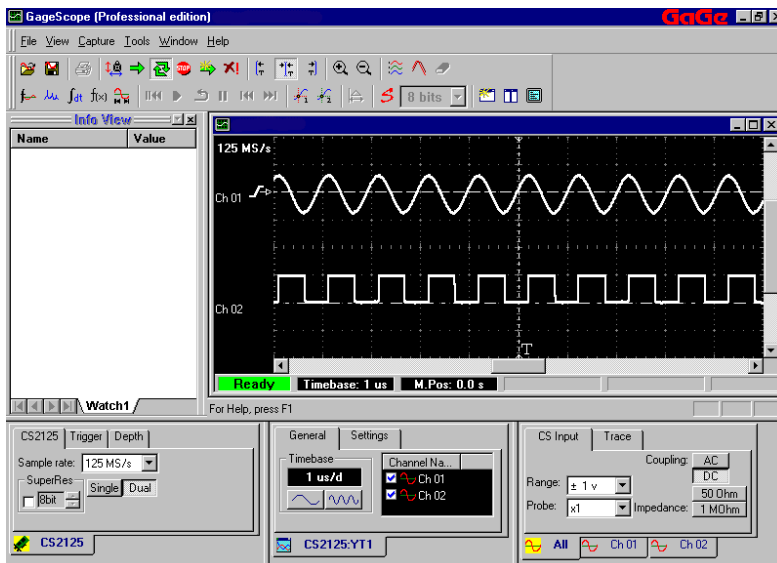 GageScope (Professional edition) GaGe
File View Capture Tools Window Help
∫dt f(x) 1 2 8 bits
Info View
Name Value
125 MS/s
Ch 01
Ch 02
T
Ready Timebase: 1 us M.Pos: 0.0 s
Watch1
For Help, press F1
CS2125 Trigger Depth
Sample rate: 125 MS/s
SuperRes
8bit
Single Dual
CS2125
General Settings
Timebase
1 us/d
Channel Na...
Ch 01
Ch 02
CS2125:YT1
CS Input Trace
Coupling: AC
DC
Range: ± 1 v
50 Ohm
Probe: x1 Impedance: 1 MOhm
All Ch 01 Ch 02